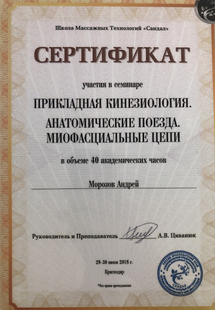 Школа Массажных Технологий «Сандал»
СЕРТИФИКАТ
участия в семинаре
ПРИКЛАДНАЯ КИНЕЗИОЛОГИЯ.
АНАТОМИЧЕСКИЕ ПОЕЗДА.
МИОФАСЦИАЛЬНЫЕ ЦЕПИ
в объеме 40 академических часов
Морозов Андрей
Руководитель и Преподаватель А.В. Циванюк
Краснодар